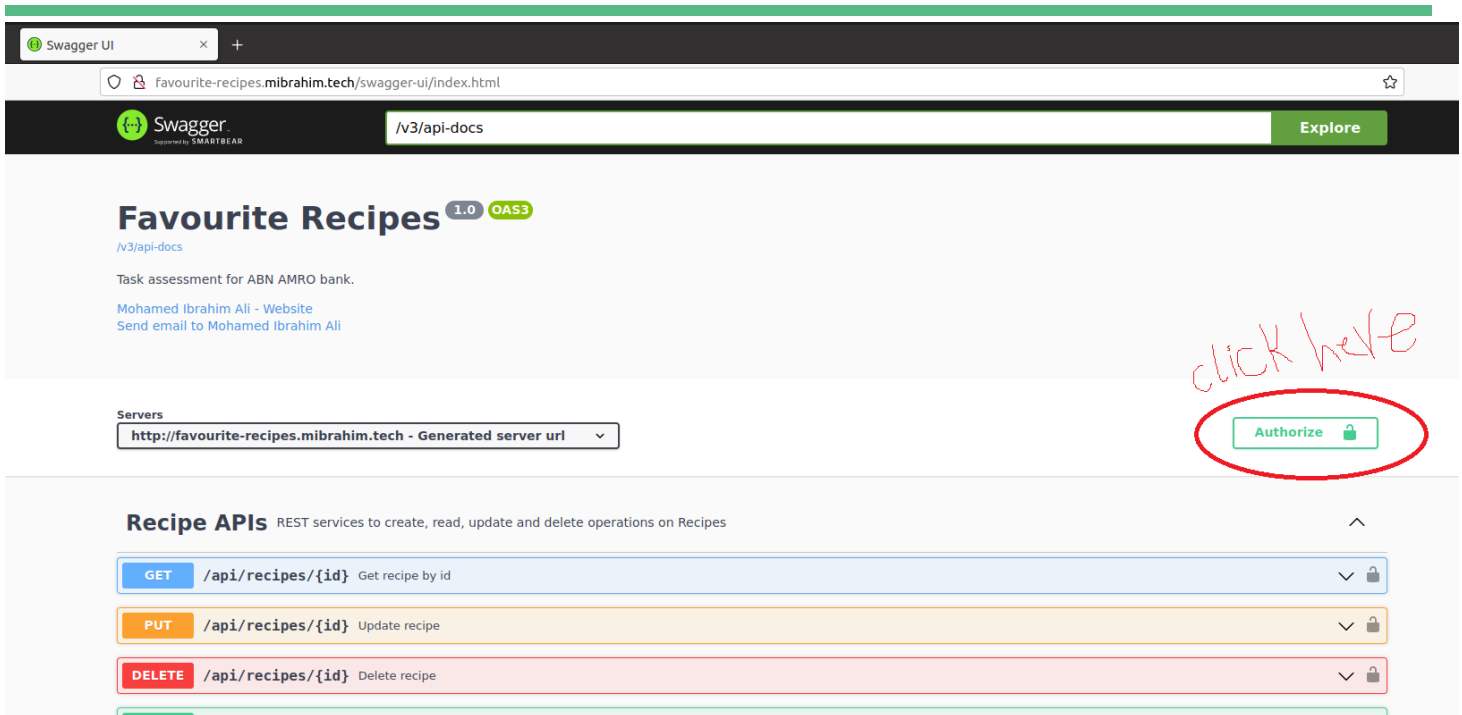 Swagger UI × +
favourite-recipes.mibrahim.tech/swagger-ui/index.html
{··} Swagger. /v3/api-docs Explore
Supported by SMARTBEAR
Favourite Recipes 1.0 OAS3
/v3/api-docs
Task assessment for ABN AMRO bank.
Mohamed Ibrahim Ali - Website
Send email to Mohamed Ibrahim Ali
click here
Servers
http://favourite-recipes.mibrahim.tech - Generated server url
Authorize
Recipe APIs REST services to create, read, update and delete operations on Recipes
GET /api/recipes/{id} Get recipe by id
PUT /api/recipes/{id} Update recipe
DELETE /api/recipes/{id} Delete recipe